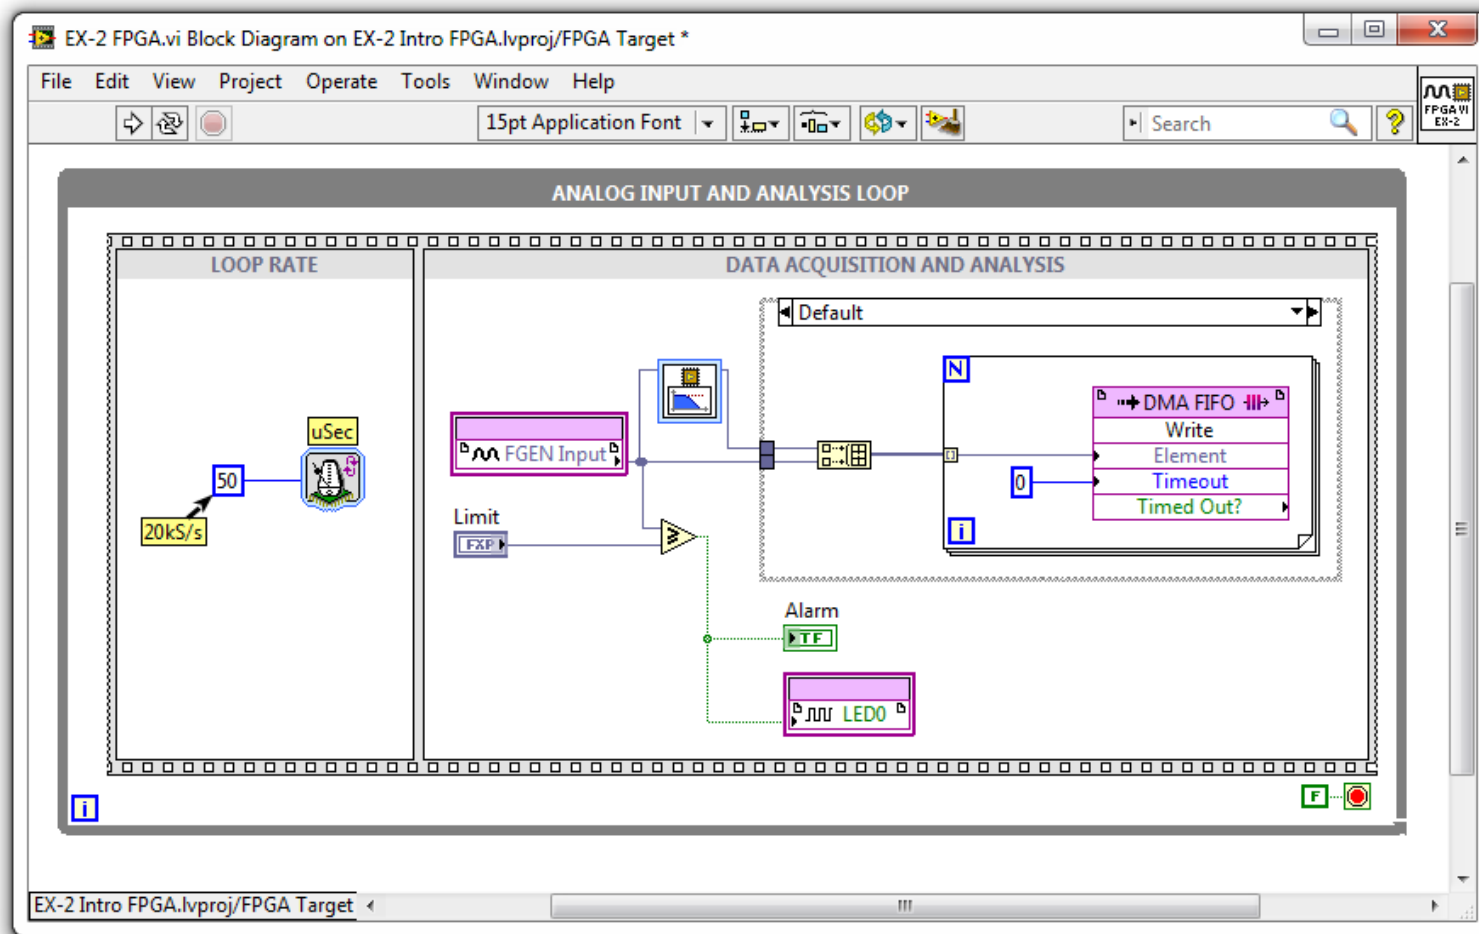 EX-2 FPGA.vi Block Diagram on EX-2 Intro FPGA.lvproj/FPGA Target *
File Edit View Project Operate Tools Window Help
15pt Application Font
Search
FPGA VI
EX-2
ANALOG INPUT AND ANALYSIS LOOP
LOOP RATE
DATA ACQUISITION AND ANALYSIS
Default
N
DMA FIFO
Write
Element
Timeout
Timed Out?
0
i
uSec
50
20kS/s
FGEN Input
Limit
FXP
Alarm
TF
LED0
i
F
EX-2 Intro FPGA.lvproj/FPGA Target